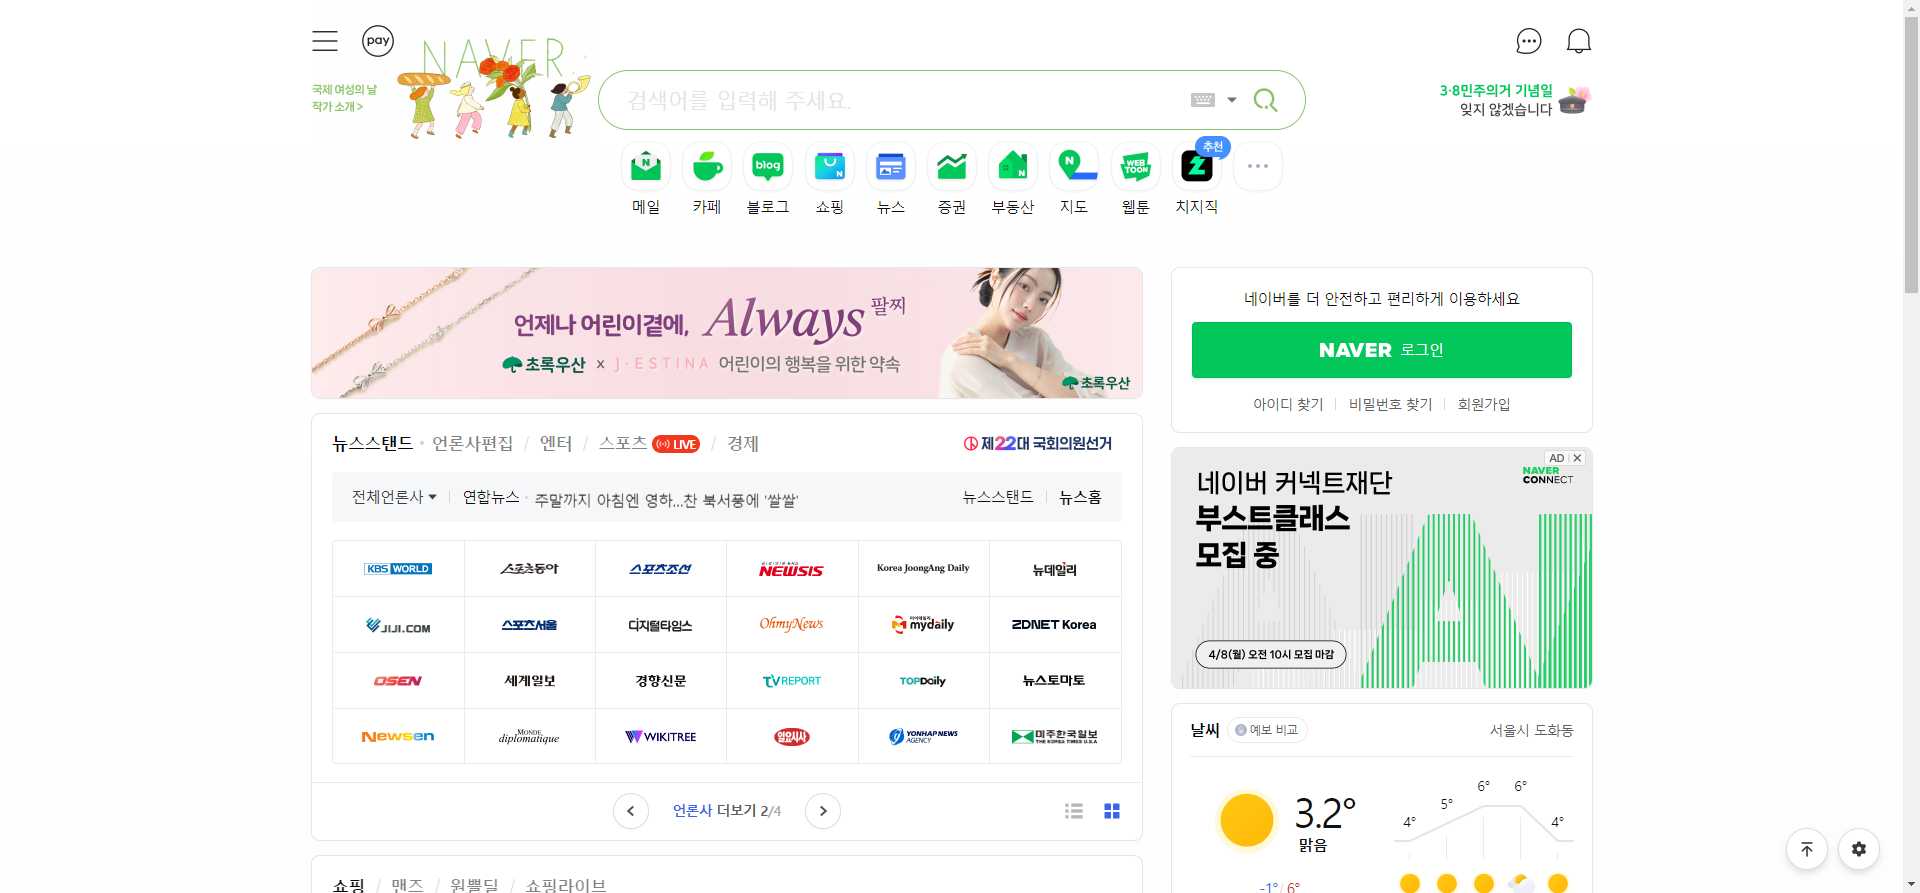 pay
NAVER
국제 여성의 날
작가 소개 >
검색어를 입력해 주세요.
3·8민주의거 기념일
잊지 않겠습니다
추천
메일
카페
blog
블로그
쇼핑
뉴스
증권
부동산
지도
WEB
TOON
웹툰
치지직
언제나 어린이곁에, Always 팔찌
초록우산 x J·ESTINA 어린이의 행복을 위한 약속
초록우산
네이버를 더 안전하고 편리하게 이용하세요
NAVER 로그인
아이디 찾기 비밀번호 찾기 회원가입
뉴스스탠드 · 언론사편집 / 엔터 / 스포츠 LIVE / 경제
제22대 국회의원선거
전체언론사 연합뉴스 · 주말까지 아침엔 영하...찬 북서풍에 '쌀쌀' 뉴스스탠드 뉴스홈
KBS WORLD 스포츠동아 스포츠조선 NEWSIS Korea JoongAng Daily 뉴데일리
JIJI.COM 스포츠서울 디지털타임스 OhmyNews mydaily ZDNET Korea
OSEN 세계일보 경향신문 TV REPORT TOPDaily 뉴스토마토
Newsen MONDE diplomatique WIKITREE 일요시사 YONHAP NEWS AGENCY 미주한국일보 THE KOREA TIMES U.S.A
언론사 더보기 2/4
AD
네이버 커넥트재단
NAVER
CONNECT
부스트클래스
모집 중
AI
4/8(월) 오전 10시 모집 마감
날씨 예보 비교 서울시 도화동
3.2°
맑음
4° 5° 6° 6° 4°
-1° / 6°
쇼핑 / 맨즈 / 원쁠딜 / 쇼핑라이브